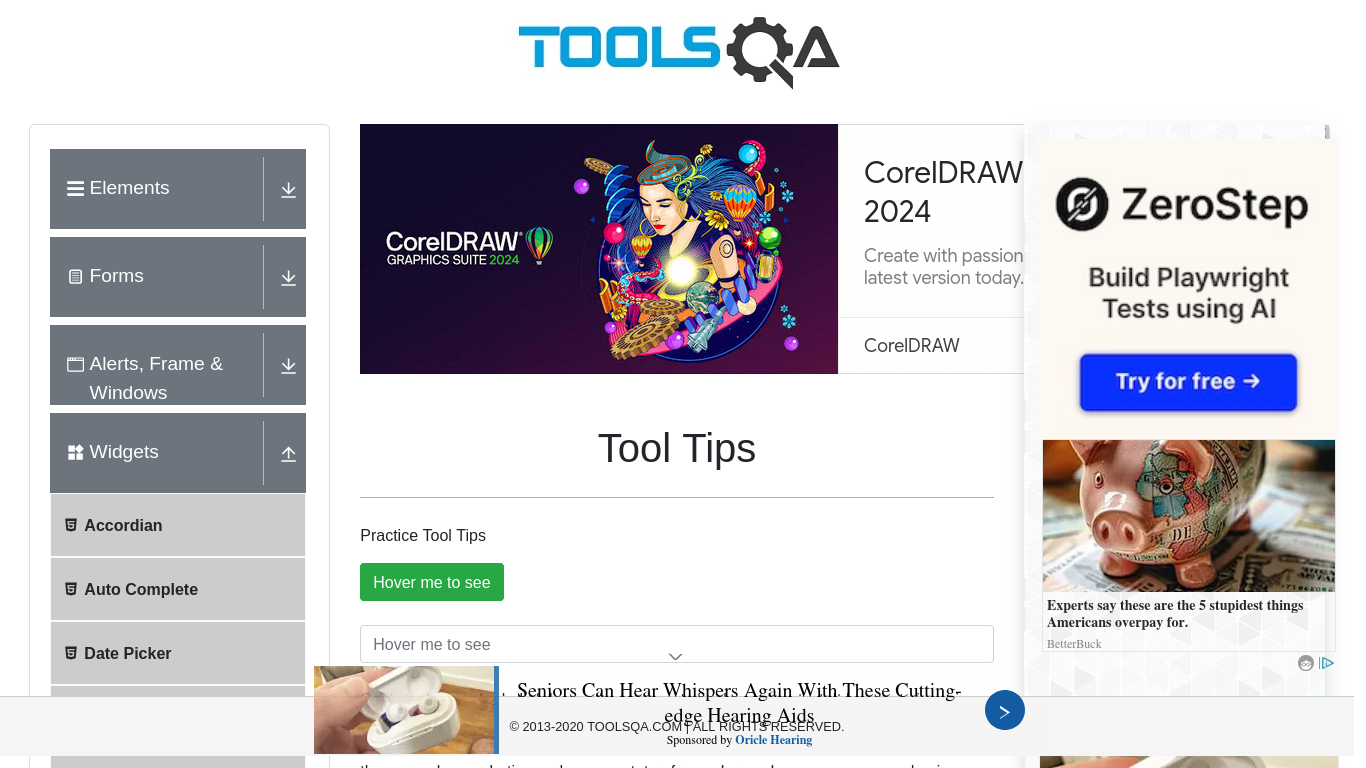 TOOLSQA
Elements
Forms
Alerts, Frame &
Windows
Widgets
Accordian
Auto Complete
Date Picker
CorelDRAW
GRAPHICS SUITE 2024
CorelDRAW
2024
Create with passion
latest version today.
CorelDRAW
Tool Tips
Practice Tool Tips
Hover me to see
Hover me to see
ZeroStep
Build Playwright
Tests using AI
Try for free →
Experts say these are the 5 stupidest things
Americans overpay for.
BetterBuck
Seniors Can Hear Whispers Again With These Cutting-
edge Hearing Aids
© 2013-2020 TOOLSQA.COM | ALL RIGHTS RESERVED.
Sponsored by Oricle Hearing